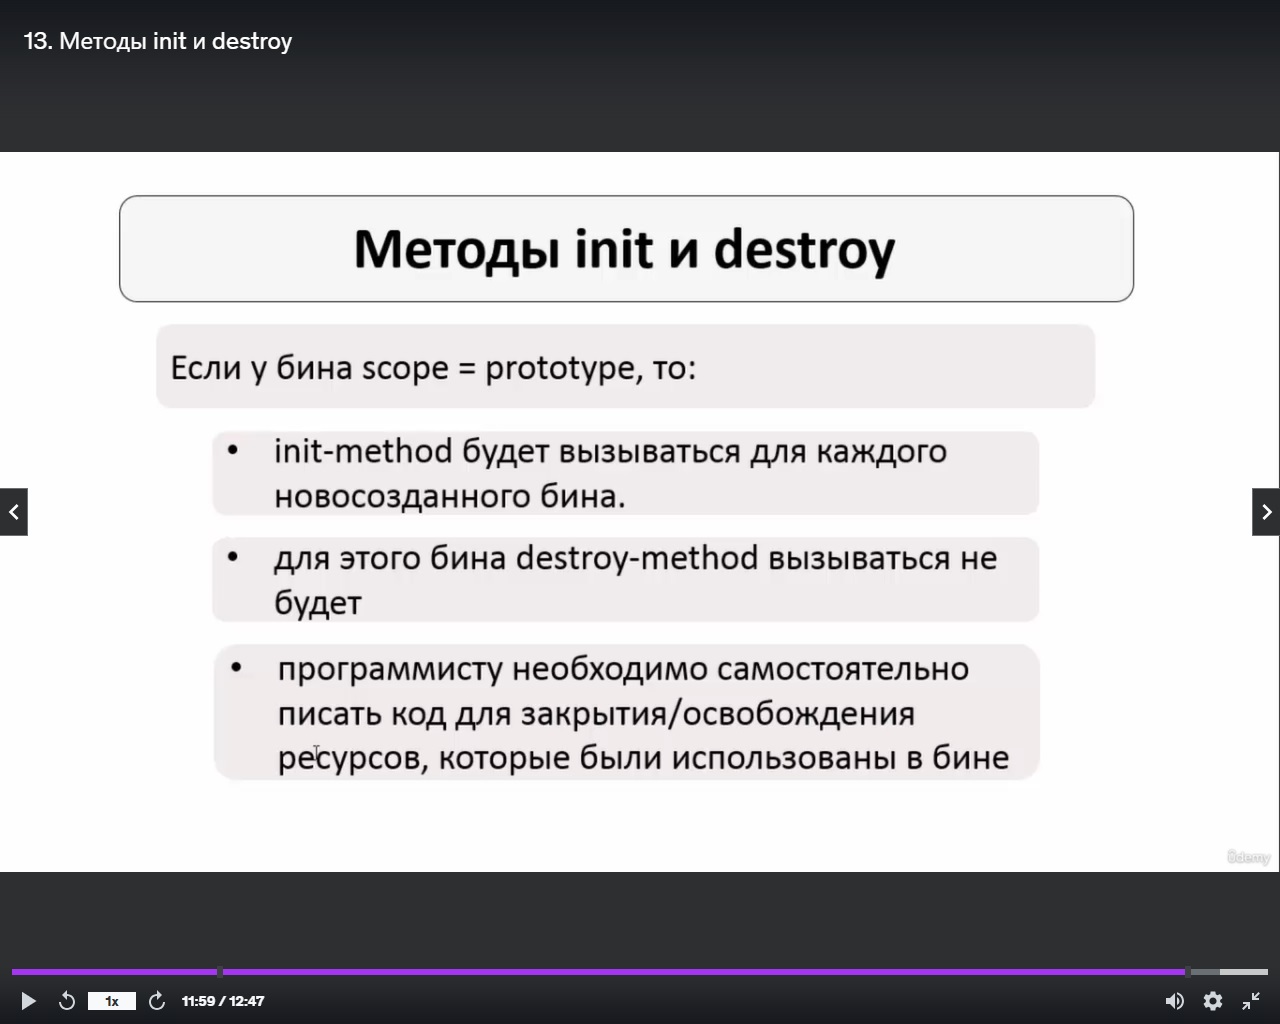 13. Методы init и destroy
Методы init и destroy
Если у бина scope = prototype, то:
• init-method будет вызываться для каждого
новосозданного бина.
• для этого бина destroy-method вызываться не
будет
• программисту необходимо самостоятельно
писать код для закрытия/освобождения
ресурсов, которые были использованы в бине
ûdemy
1x
11:59 / 12:47